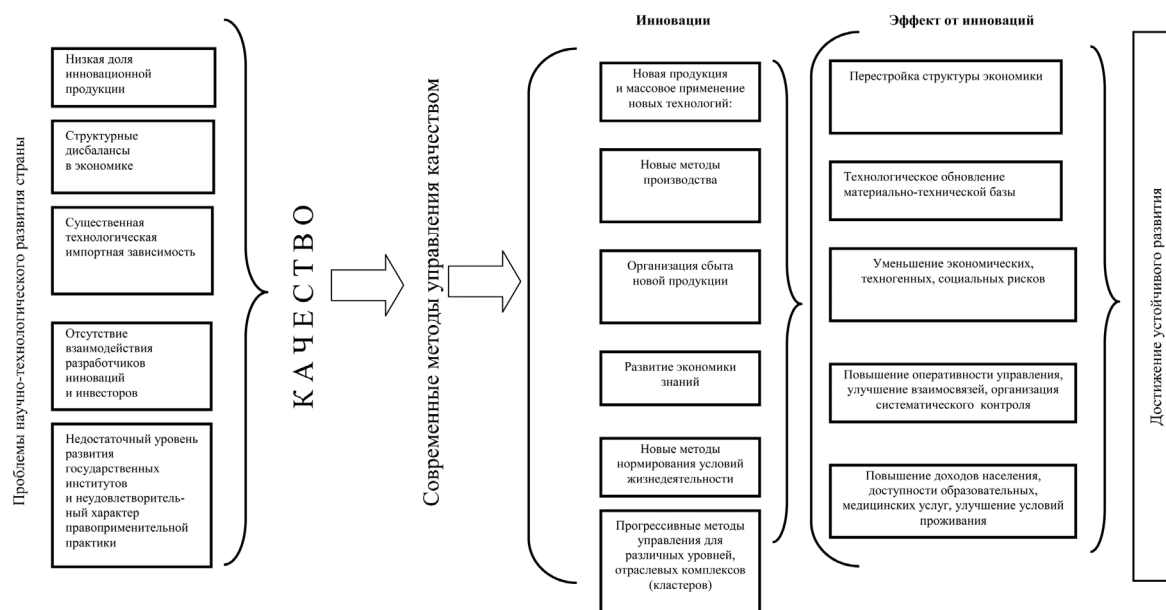 Проблемы научно-технологического развития страны
Низкая доля
инновационной
продукции
Структурные
дисбалансы
в экономике
Существенная
технологическая
импортная зависимость
Отсутствие
взаимодействия
разработчиков
ииноваций
и инвесторов
Недостаточный уровень
развития
государственных
институтов
и неудовлетворитель-
ный характер
правоприменительной
практики
КАЧЕСТВО
Современные методы управления качеством
Инновации
Новая продукция
и массовое применение
новых технологий:
Новые методы
производства
Организация сбыта
новой продукции
Развитие экономики
знаний
Новые методы
нормирования условий
жизнедеятельности
Прогрессивные методы
управления для
различных уровней,
отраслевых комплексов
(кластеров)
Эффект от инноваций
Перестройка структуры экономики
Технологическое обновление
материально-технической базы
Уменьшение экономических,
техногенных, социальных рисков
Повышение оперативности управления,
улучшение взаимосвязей, организация
систематического контроля
Повышение доходов населения,
доступности образовательных,
медицинских услуг, улучшение условий
проживания
Достижение устойчивого развития